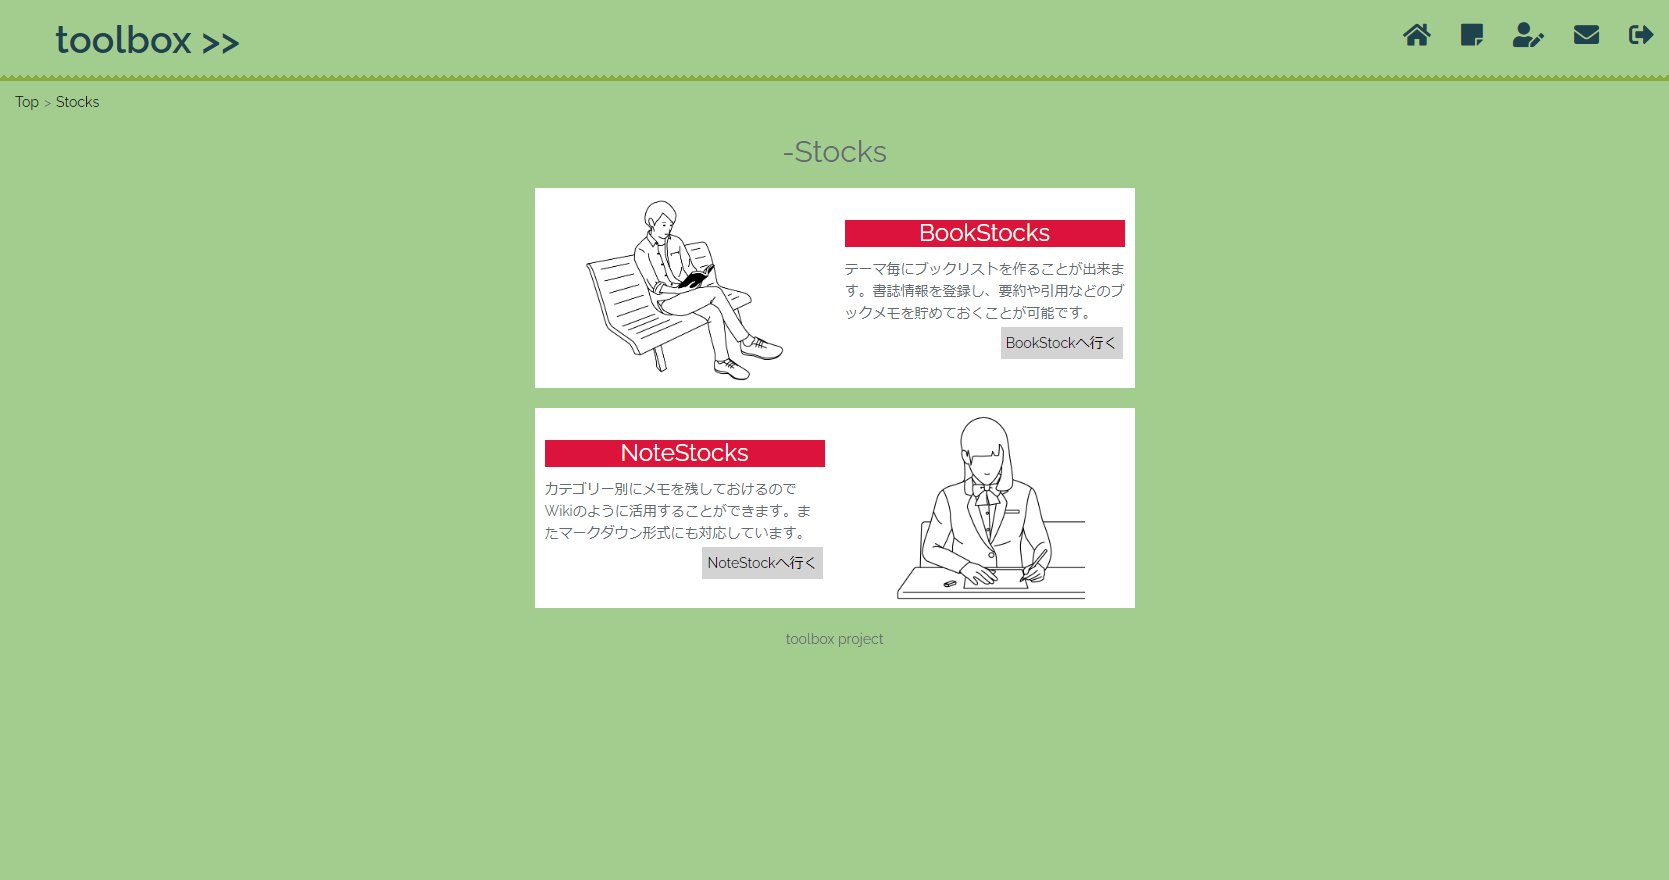 toolbox >>
Top > Stocks
-Stocks
BookStocks
テーマ毎にブックリストを作ることが出来ま
す。書誌情報を登録し、要約や引用などのブ
ックメモを貯めておくことが可能です。
BookStockへ行く
NoteStocks
カテゴリー別にメモを残しておけるので
Wikiのように活用することができます。ま
たマークダウン形式にも対応しています。
NoteStockへ行く
toolbox project